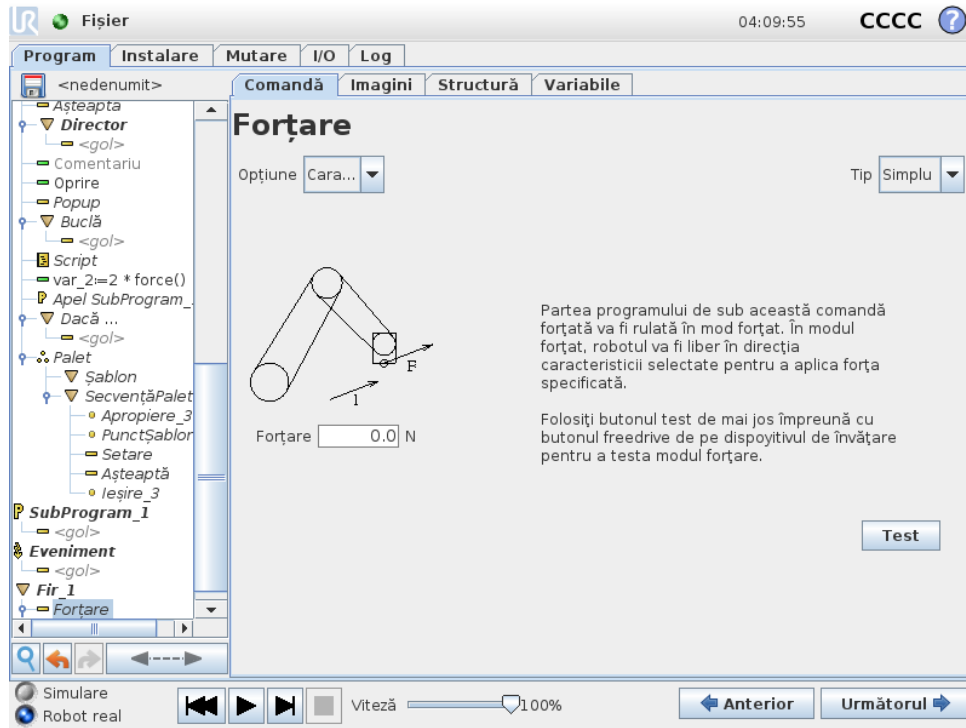 Fișier
04:09:55
CCCC
?
Program
Instalare
Mutare
I/O
Log
<nedenumit>
Comandă
Imagini
Structură
Variabile
Așteaptă
Director
<gol>
Comentariu
Oprire
Popup
Buclă
<gol>
Script
var_2:=2 * force()
Apel SubProgram_
Dacă ...
<gol>
Palet
Șablon
SecvențăPalet
Apropiere_3
PunctȘablon
Setare
Așteaptă
Ieșire_3
SubProgram_1
<gol>
Eveniment
<gol>
Fir_1
Forțare
Forțare
Opțiune Cara...
Tip Simplu
F
1
Forțare 0.0 N
Partea programului de sub această comandă
forțată va fi rulată în mod forțat. În modul
forțat, robotul va fi liber în direcția
caracteristicii selectate pentru a aplica forța
specificată.
Folosiți butonul test de mai jos împreună cu
butonul freedrive de pe dispoyitivul de învățare
pentru a testa modul forțare.
Test
Simulare
Robot real
Viteză
100%
Anterior
Următorul